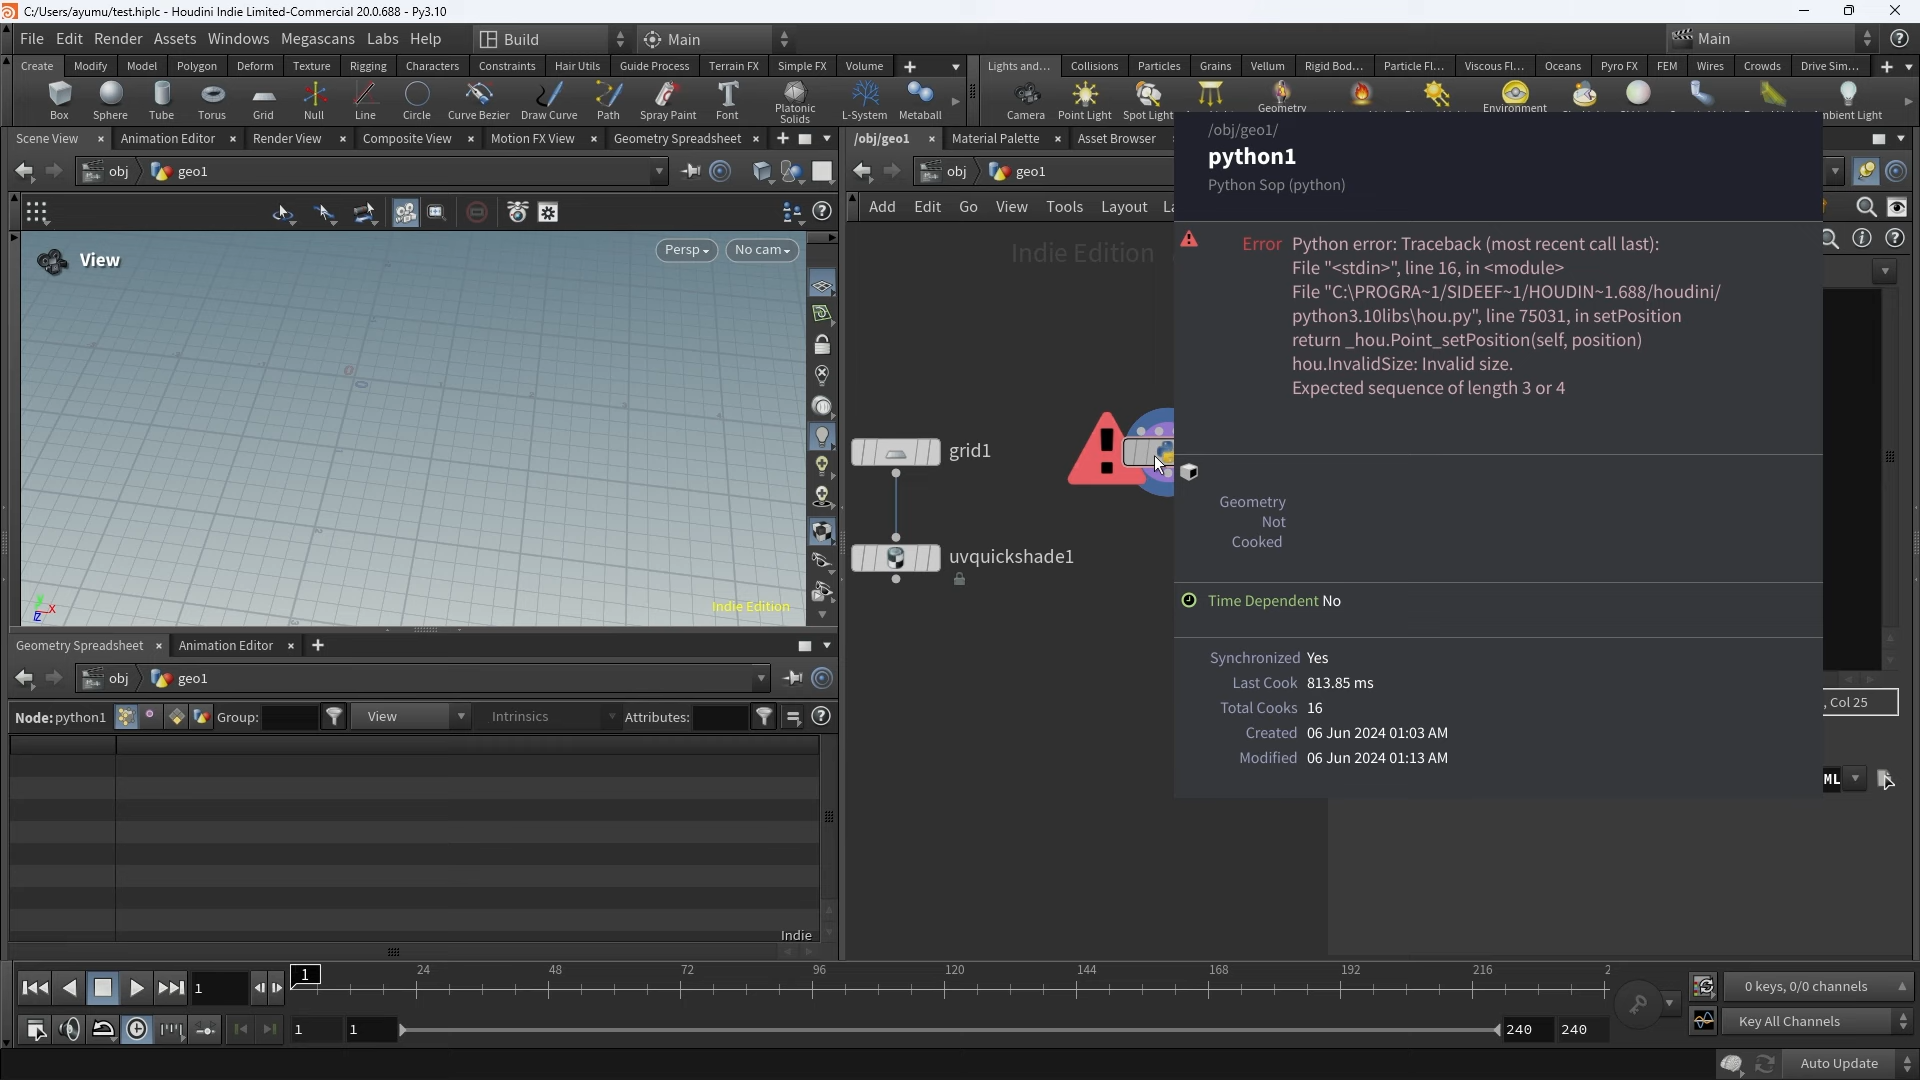 C:/Users/ayumu/test.hiplc - Houdini Indie Limited-Commercial 20.0.688 - Py3.10
File Edit Render Assets Windows Megascans Labs Help
Build
Main
Main
Create Modify Model Polygon Deform Texture Rigging Characters Constraints Hair Utils Guide Process Terrain FX Simple FX Volume
Lights and... Collisions Particles Grains Vellum Rigid Bod... Particle Fl... Viscous Fl... Oceans Pyro FX FEM Wires Crowds Drive Sim...
Box Sphere Tube Torus Grid Null Line Circle Curve Bezier Draw Curve Path Spray Paint Font Platonic Solids L-System Metaball
Camera Point Light Spot Ligh Geometry Environment mbient Light
Scene View Animation Editor Render View Composite View Motion FX View Geometry Spreadsheet
/obj/geo1 Material Palette Asset Browser
obj geo1
obj geo1
Add Edit Go View Tools Layout
View
Persp
No cam
Indie Edition
Indie Edition
grid1
uvquickshade1
/obj/geo1/
python1
Python Sop (python)
Error Python error: Traceback (most recent call last):
File "<stdin>", line 16, in <module>
File "C:\PROGRA~1/SIDEEF~1/HOUDIN~1.688/houdini/
python3.10libs\hou.py", line 75031, in setPosition
return _hou.Point_setPosition(self, position)
hou.InvalidSize: Invalid size.
Expected sequence of length 3 or 4
Geometry
Not
Cooked
Time Dependent No
Synchronized Yes
Last Cook 813.85 ms
Total Cooks 16
Created 06 Jun 2024 01:03 AM
Modified 06 Jun 2024 01:13 AM
, Col 25
ML
Geometry Spreadsheet Animation Editor
obj geo1
Node: python1 Group: View Intrinsics Attributes:
Indie
1
1 24 48 72 96 120 144 168 192 216 2
0 keys, 0/0 channels
1 1 240 240
Key All Channels
Auto Update